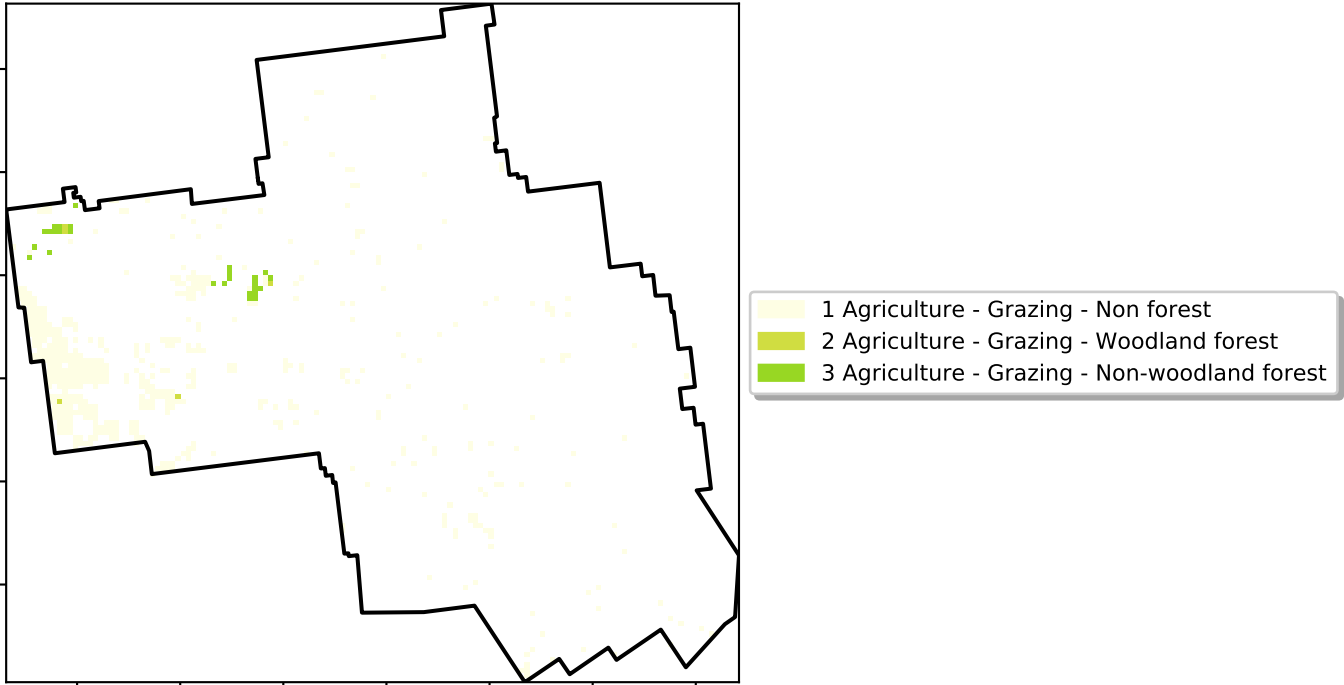 1 Agriculture - Grazing - Non forest
2 Agriculture - Grazing - Woodland forest
3 Agriculture - Grazing - Non-woodland forest